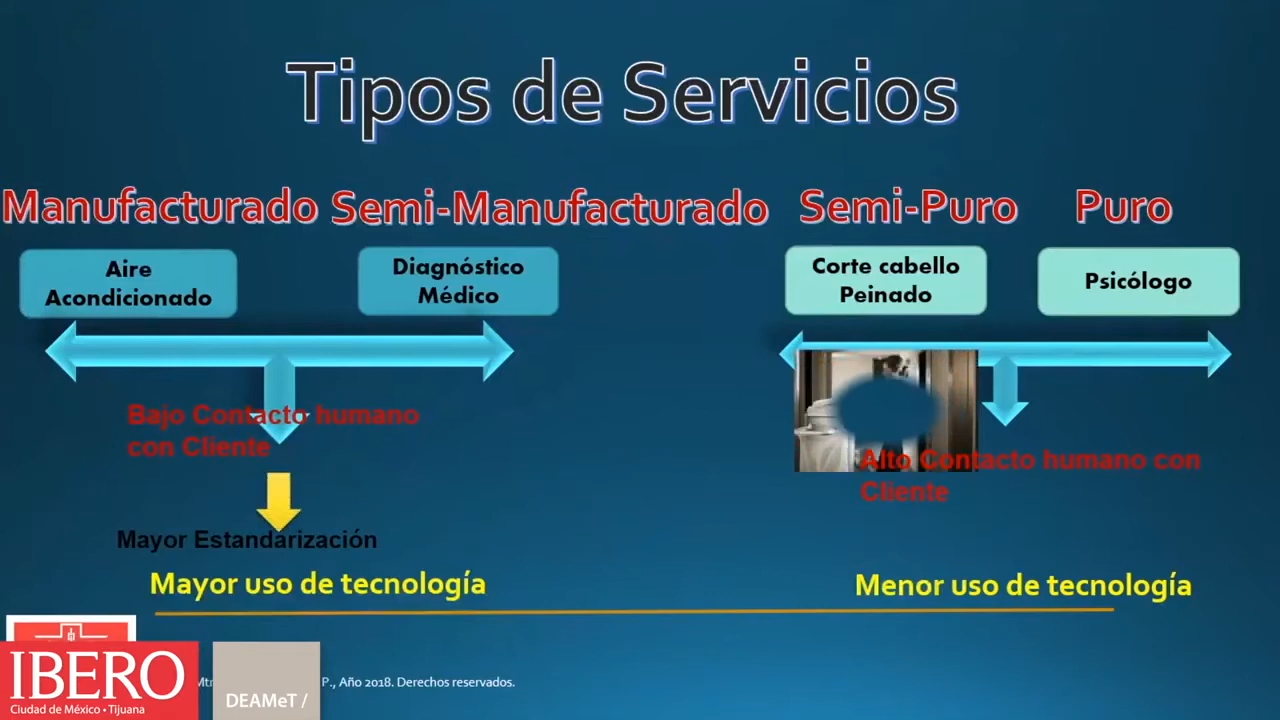 Tipos de Servicios
Manufacturado Semi-Manufacturado Semi-Puro Puro
Aire
Acondicionado
Diagnóstico
Médico
Corte cabello
Peinado
Psicólogo
Bajo Contacto humano
con Cliente
Alto Contacto humano con
Cliente
Mayor Estandarización
Mayor uso de tecnología
Menor uso de tecnología
P., Año 2018. Derechos reservados.
IBERO
Ciudad de México • Tijuana
DEAMeT /